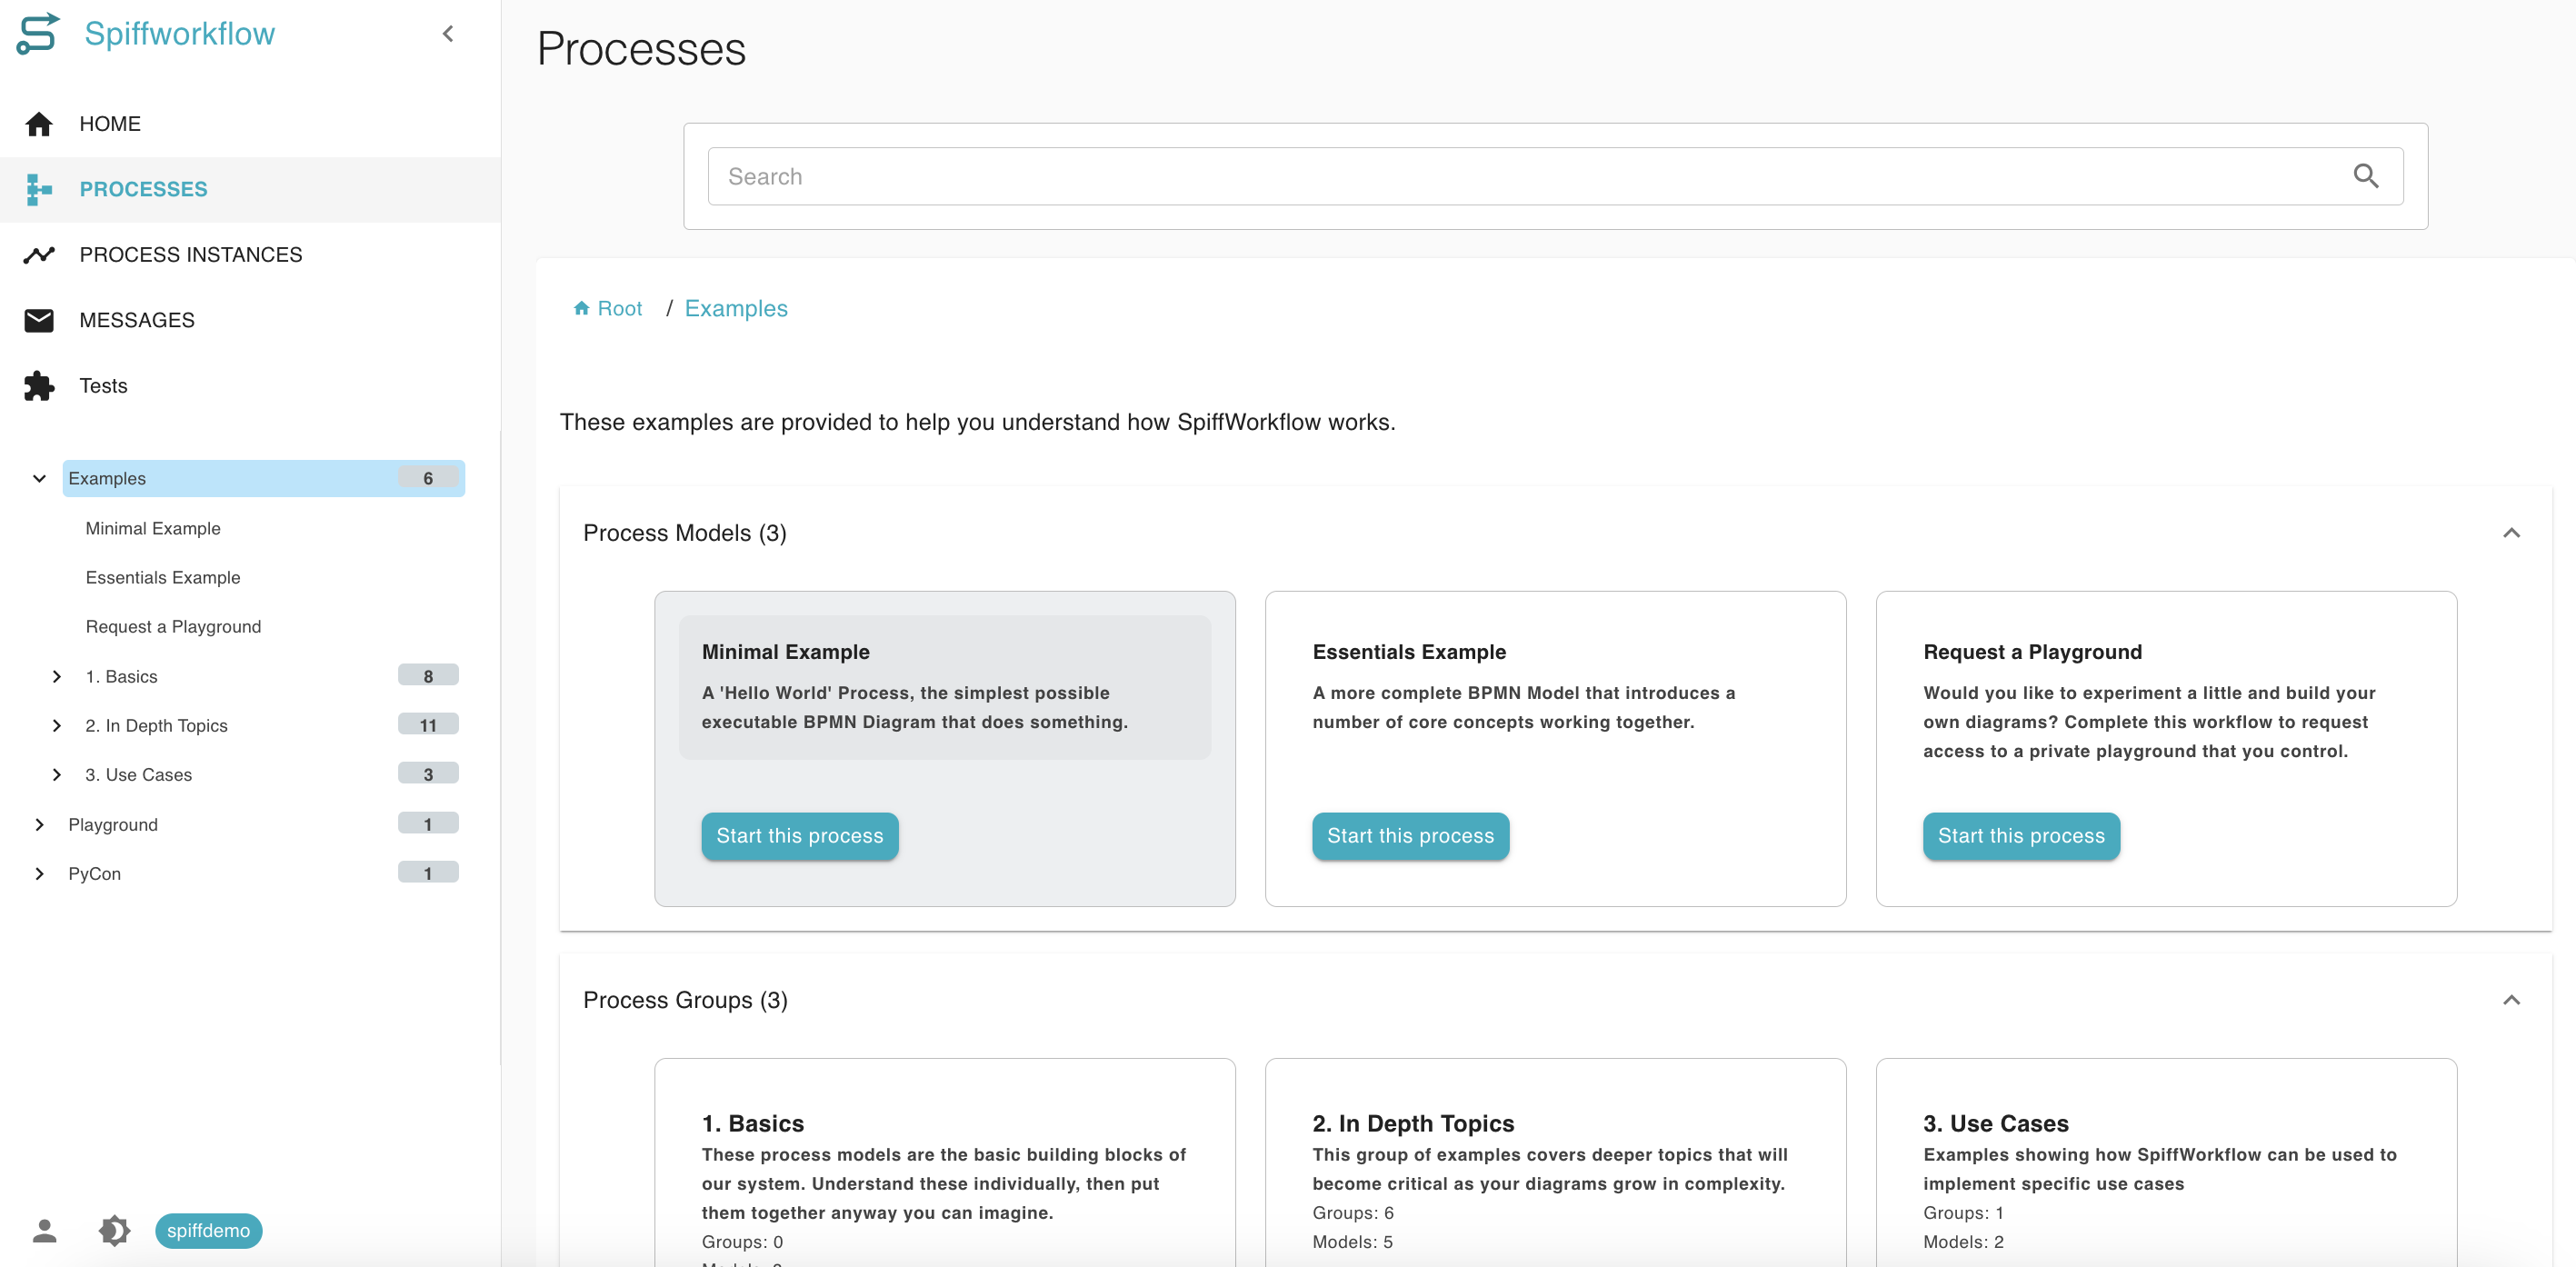 Spiffworkflow
HOME
PROCESSES
PROCESS INSTANCES
MESSAGES
Tests
Examples 6
Minimal Example
Essentials Example
Request a Playground
1. Basics 8
2. In Depth Topics 11
3. Use Cases 3
Playground 1
PyCon 1
spiffdemo
Processes
Search
Root / Examples
These examples are provided to help you understand how SpiffWorkflow works.
Process Models (3)
Minimal Example
A 'Hello World' Process, the simplest possible
executable BPMN Diagram that does something.
Start this process
Essentials Example
A more complete BPMN Model that introduces a
number of core concepts working together.
Start this process
Request a Playground
Would you like to experiment a little and build your
own diagrams? Complete this workflow to request
access to a private playground that you control.
Start this process
Process Groups (3)
1. Basics
These process models are the basic building blocks of
our system. Understand these individually, then put
them together anyway you can imagine.
Groups: 0
2. In Depth Topics
This group of examples covers deeper topics that will
become critical as your diagrams grow in complexity.
Groups: 6
Models: 5
3. Use Cases
Examples showing how SpiffWorkflow can be used to
implement specific use cases
Groups: 1
Models: 2